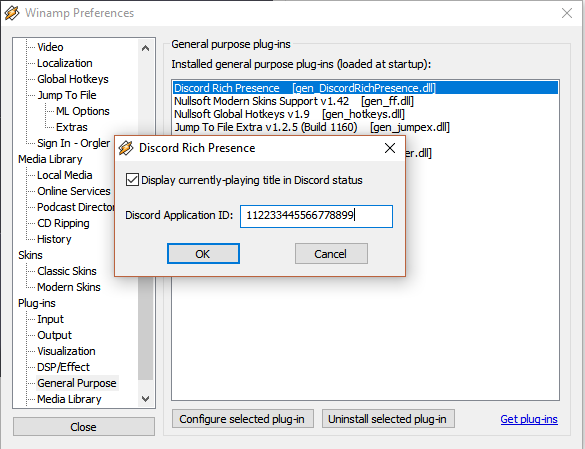 Winamp Preferences
Video
Localization
Global Hotkeys
Jump To File
ML Options
Extras
Sign In - Orgler
Media Library
Local Media
Online Services
Podcast Director
CD Ripping
History
Skins
Classic Skins
Modern Skins
Plug-ins
Input
Output
Visualization
DSP/Effect
General Purpose
Media Library
Close
General purpose plug-ins
Installed general purpose plug-ins (loaded at startup):
Discord Rich Presence [gen_DiscordRichPresence.dll]
Nullsoft Modern Skins Support v1.42 [gen_ff.dll]
Nullsoft Global Hotkeys v1.9 [gen_hotkeys.dll]
Jump To File Extra v1.2.5 (Build 1160) [gen_jumpex.dll]
er.dll]
Discord Rich Presence
Display currently-playing title in Discord status
Discord Application ID: 112233445566778899
OK Cancel
Configure selected plug-in Uninstall selected plug-in Get plug-ins